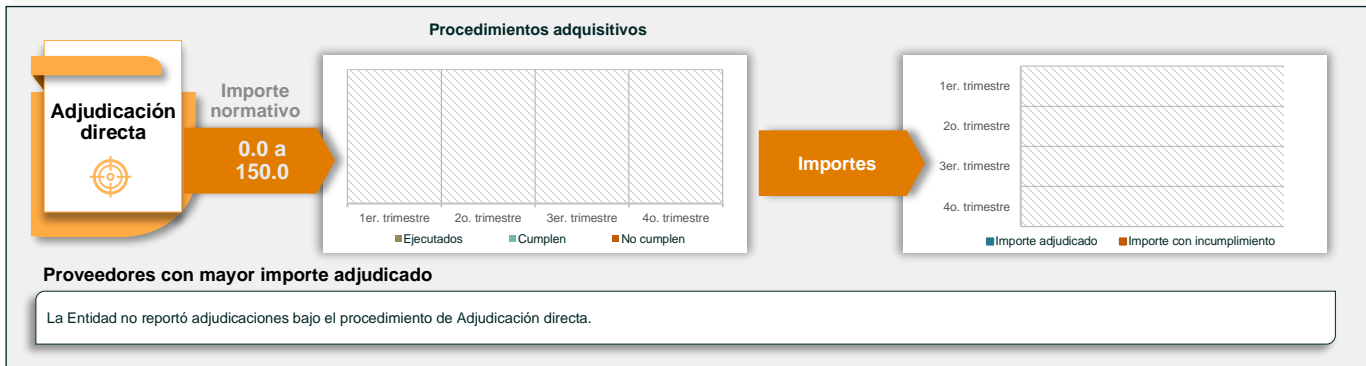 Procedimientos adquisitivos
Adjudicación
directa
Importe
normativo
0.0 a
150.0
1er. trimestre
2o. trimestre
3er. trimestre
4o. trimestre
Ejecutados
Cumplen
No cumplen
Importes
1er. trimestre
2o. trimestre
3er. trimestre
4o. trimestre
Importe adjudicado
Importe con incumplimiento
Proveedores con mayor importe adjudicado
La Entidad no reportó adjudicaciones bajo el procedimiento de Adjudicación directa.